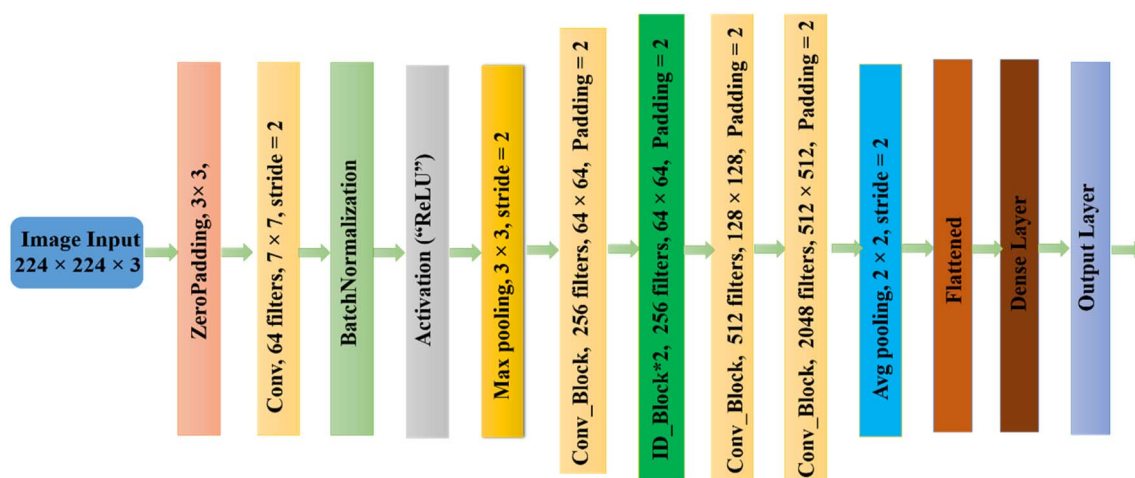 Image Input
224 × 224 × 3
ZeroPadding, 3× 3,
Conv, 64 filters, 7 × 7, stride = 2
BatchNormalization
Activation (“ReLU”)
Max pooling, 3 × 3, stride = 2
Conv_Block, 256 filters, 64 × 64, Padding = 2
ID_Block*2, 256 filters, 64 × 64, Padding = 2
Conv_Block, 512 filters, 128 × 128, Padding = 2
Conv_Block, 2048 filters, 512 × 512, Padding = 2
Avg pooling, 2 × 2, stride = 2
Flattened
Dense Layer
Output Layer